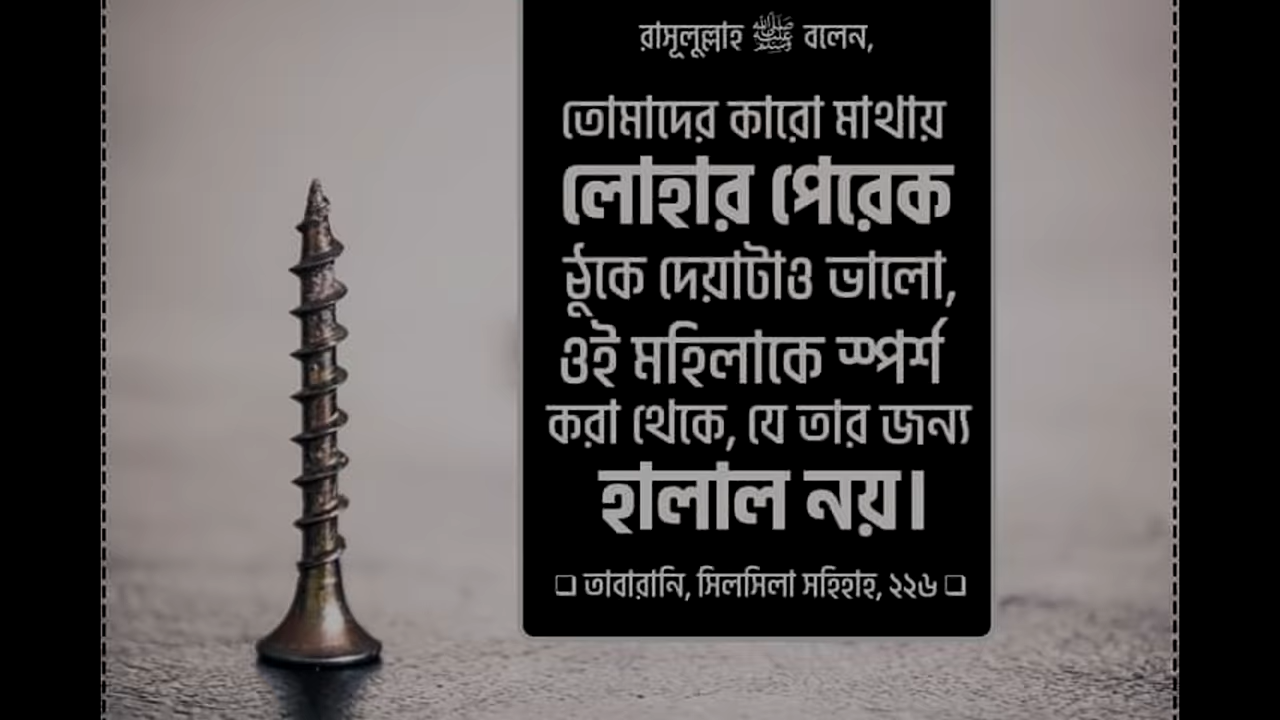 রাসূলুল্লাহ ﷺ বলেন,
তোমাদের কারো মাথায়
লোহার পেরেক
ঠুকে দেয়াটাও ভালো,
ওই মহিলাকে স্পর্শ
করা থেকে, যে তার জন্য
হালাল নয়।
❏ তাবারানি, সিলসিলা সহিহাহ, ২২৬ ❏